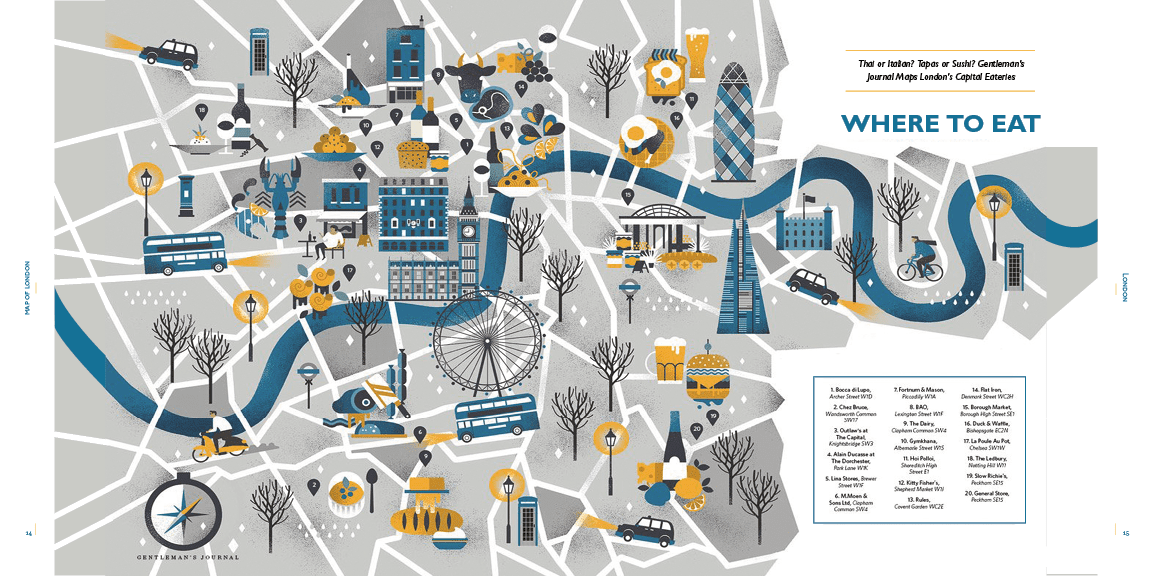 Thai or Italian? Tapas or Sushi? Gentleman's
Journal Maps London's Capital Eateries
WHERE TO EAT
MAP OF LONDON
LONDON
18
8
14
11
7
5
10
13
16
12
1
4
15
3
17
19
20
6
9
2
GENTLEMAN'S JOURNAL
14
15
1. Bocca di Lupo,
Archer Street W1D
2. Chez Bruce,
Wandsworth Common
SW17
3. Outlaw's at
The Capital,
Knightsbridge SW3
4. Alain Ducasse at
The Dorchester,
Park Lane W1K
5. Lina Stores, Brewer
Street W1F
6. M.Moen &
Sons Ltd, Clapham
Common SW4
7. Fortnum & Mason,
Piccadilly W1A
8. BAO,
Lexington Street W1F
9. The Dairy,
Clapham Common SW4
10. Gymkhana,
Albemarle Street W1S
11. Hoi Polloi,
Shoreditch High
Street E1
12. Kitty Fisher's,
Shepherd Market W1J
13. Rules,
Covent Garden WC2E
14. Flat Iron,
Denmark Street WC2H
15. Borough Market,
Borough High Street SE1
16. Duck & Waffle,
Bishopsgate EC2N
17. La Poule Au Pot,
Chelsea SW1W
18. The Ledbury,
Notting Hill W11
19. Slow Richie's,
Peckham SE15
20. General Store,
Peckham SE15